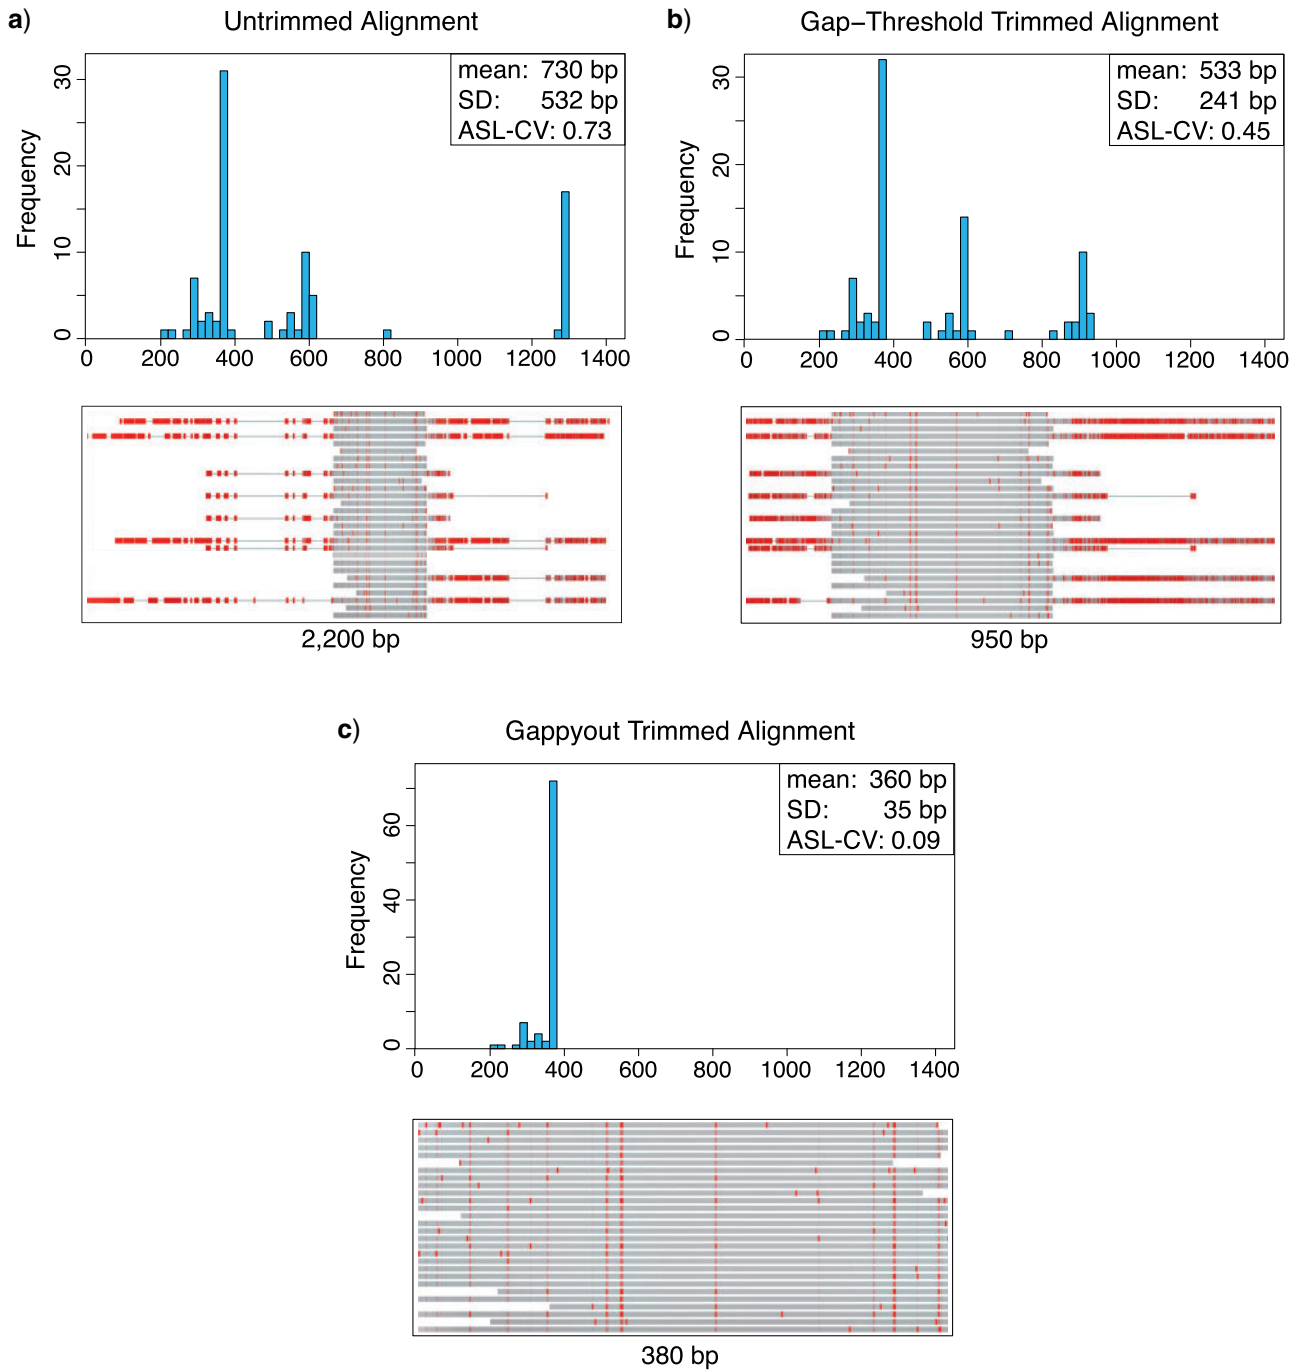 a)
Untrimmed Alignment
mean: 730 bp
SD: 532 bp
ASL-CV: 0.73
Frequency
0 10 20 30
0 200 400 600 800 1000 1200 1400
2,200 bp
b)
Gap−Threshold Trimmed Alignment
mean: 533 bp
SD: 241 bp
ASL-CV: 0.45
Frequency
0 10 20 30
0 200 400 600 800 1000 1200 1400
950 bp
c)
Gappyout Trimmed Alignment
mean: 360 bp
SD: 35 bp
ASL-CV: 0.09
Frequency
0 20 40 60
0 200 400 600 800 1000 1200 1400
380 bp